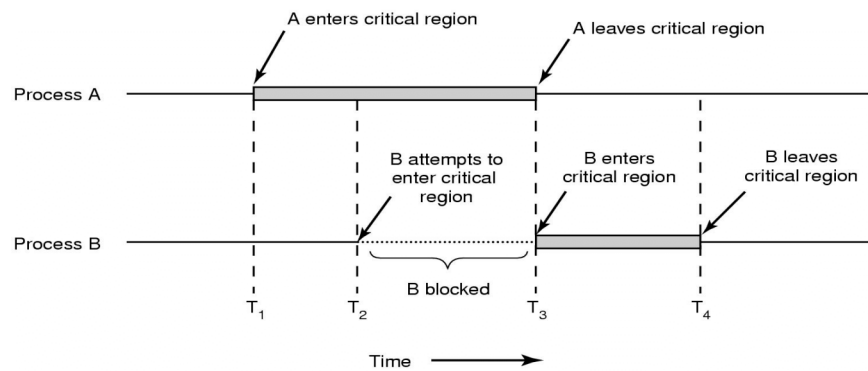 A enters critical region
A leaves critical region
Process A
B attempts to
enter critical
region
B enters
critical region
B leaves
critical region
Process B
B blocked
T1
T2
T3
T4
Time